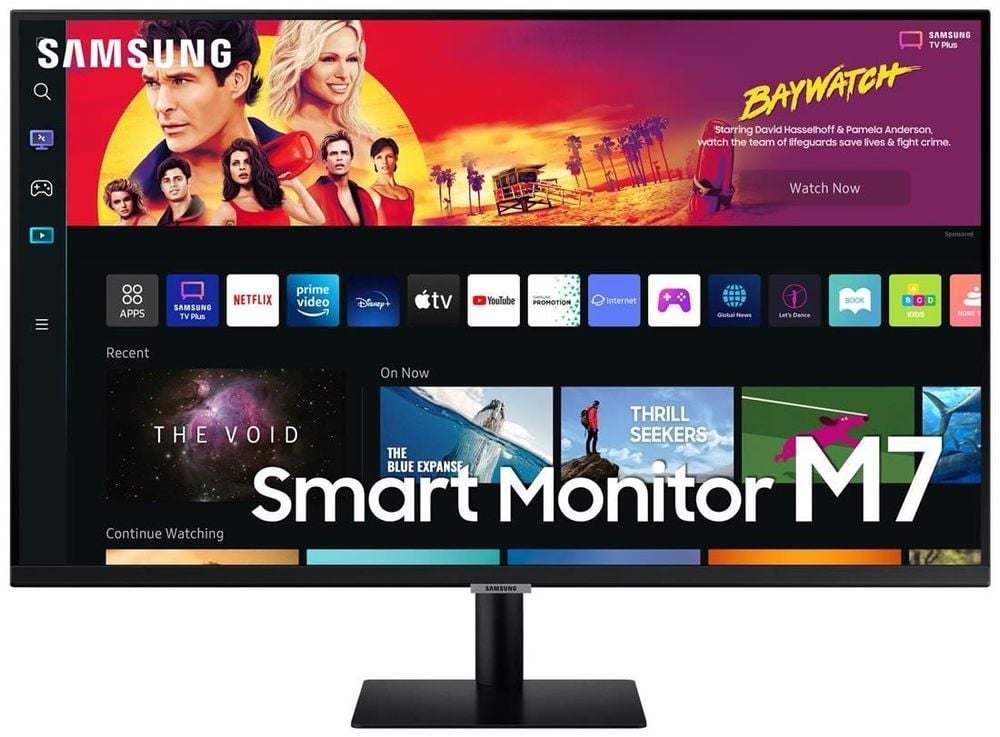 SAMSUNG
SAMSUNG
TV Plus
BAYWATCH
Starring David Hasselhoff & Pamela Anderson,
watch the team of lifeguards save lives & fight crime.
Watch Now
Sponsored
APPS
SAMSUNG
TV Plus
NETFLIX
prime
video
Disney+
tv
YouTube
SAMSUNG
PROMOTION
Internet
Global News
Let's Dance
BOOK
A
B C D
KIDS
HOME
Recent
On Now
THE VOID
THE
BLUE EXPANSE
THRILL
SEEKERS
Smart Monitor M7
Continue Watching
SAMSUNG